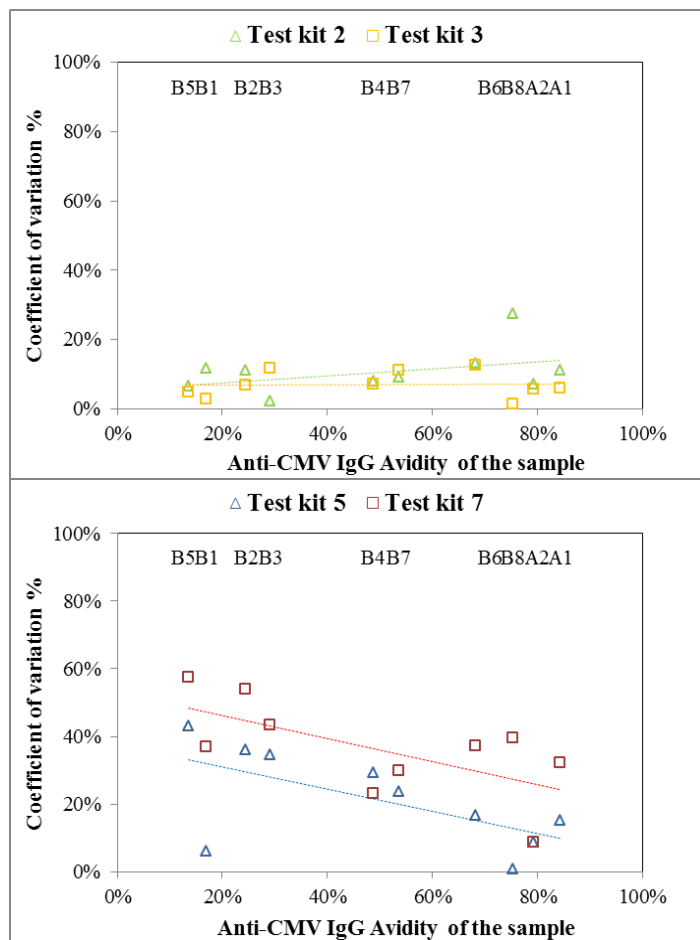 Test kit 2 Test kit 3
100%
B5B1 B2B3 B4B7 B6B8A2A1
80%
60%
40%
20%
0%
Coefficient of variation %
0% 20% 40% 60% 80% 100%
Anti-CMV IgG Avidity of the sample
Test kit 5 Test kit 7
100%
B5B1 B2B3 B4B7 B6B8A2A1
80%
60%
40%
20%
0%
Coefficient of variation %
0% 20% 40% 60% 80% 100%
Anti-CMV IgG Avidity of the sample